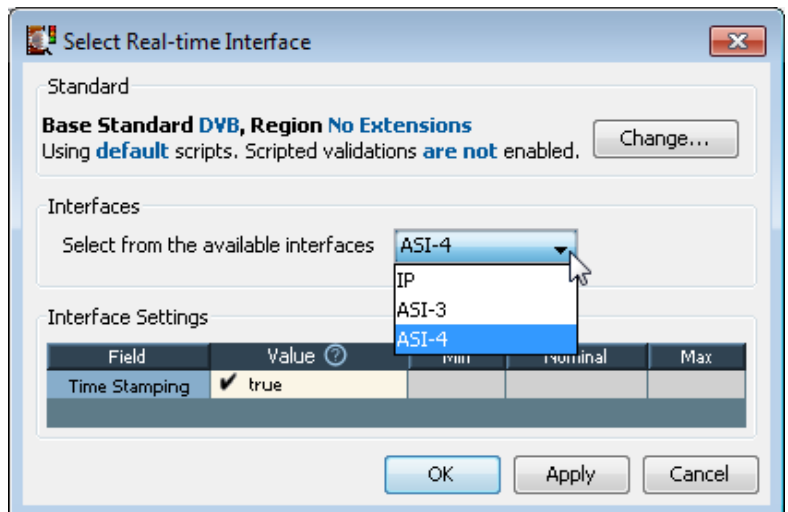 Select Real-time Interface
Standard
Base Standard DVB, Region No Extensions
Using default scripts. Scripted validations are not enabled.
Change...
Interfaces
Select from the available interfaces ASI-4
IP
ASI-3
ASI-4
Interface Settings
Field Value Min Nominal Max
Time Stamping ✔ true
OK Apply Cancel